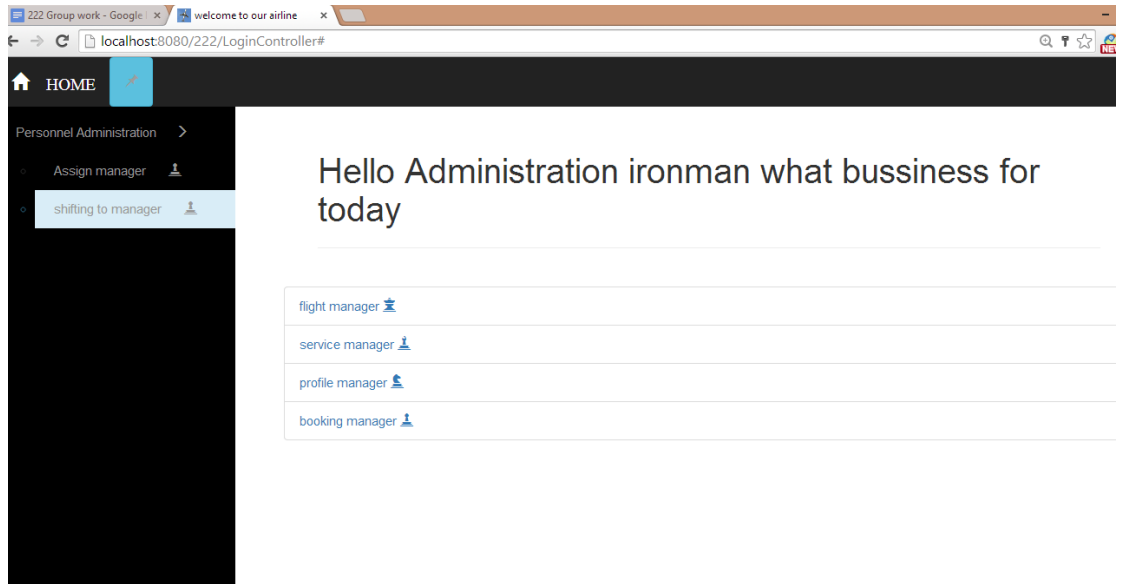 222 Group work - Google
welcome to our airline
localhost:8080/222/LoginController#
NEW
HOME
Personnel Administration
Assign manager
shifting to manager
Hello Administration ironman what bussiness for
today
flight manager
service manager
profile manager
booking manager